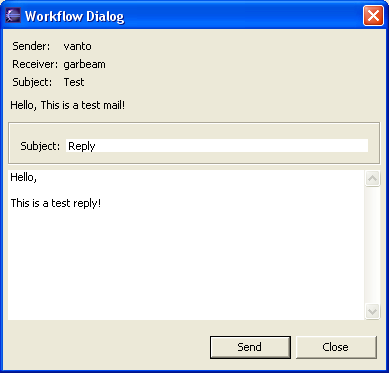 Workflow Dialog
Sender: vanto
Receiver: garbeam
Subject: Test
Hello, This is a test mail!
Subject: Reply
Hello,
This is a test reply!
Send Close